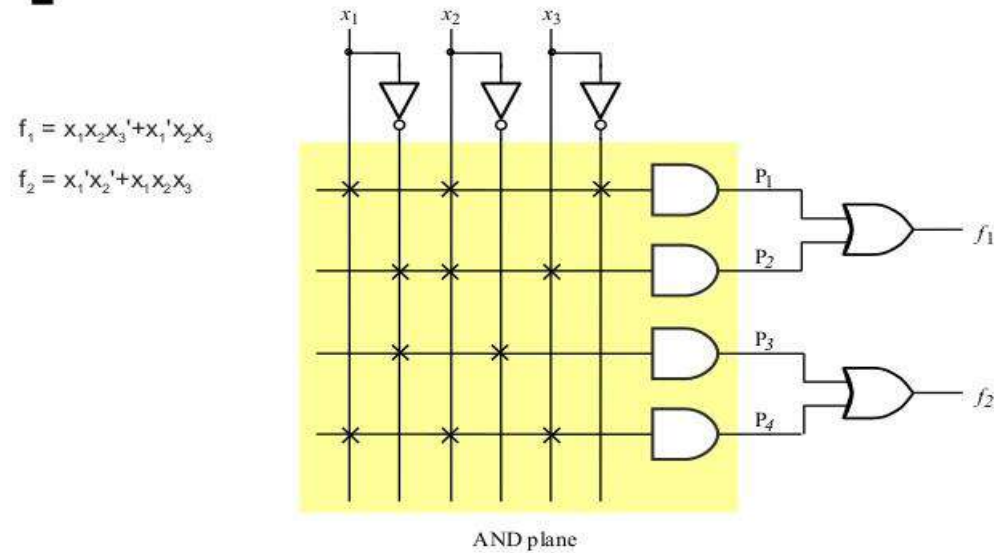 x₁ x₂ x₃
f₁ = x₁x₂x₃'+x₁'x₂x₃
f₂ = x₁'x₂'+x₁x₂x₃
P₁
f₁
P₂
P₃
f₂
P₄
AND plane